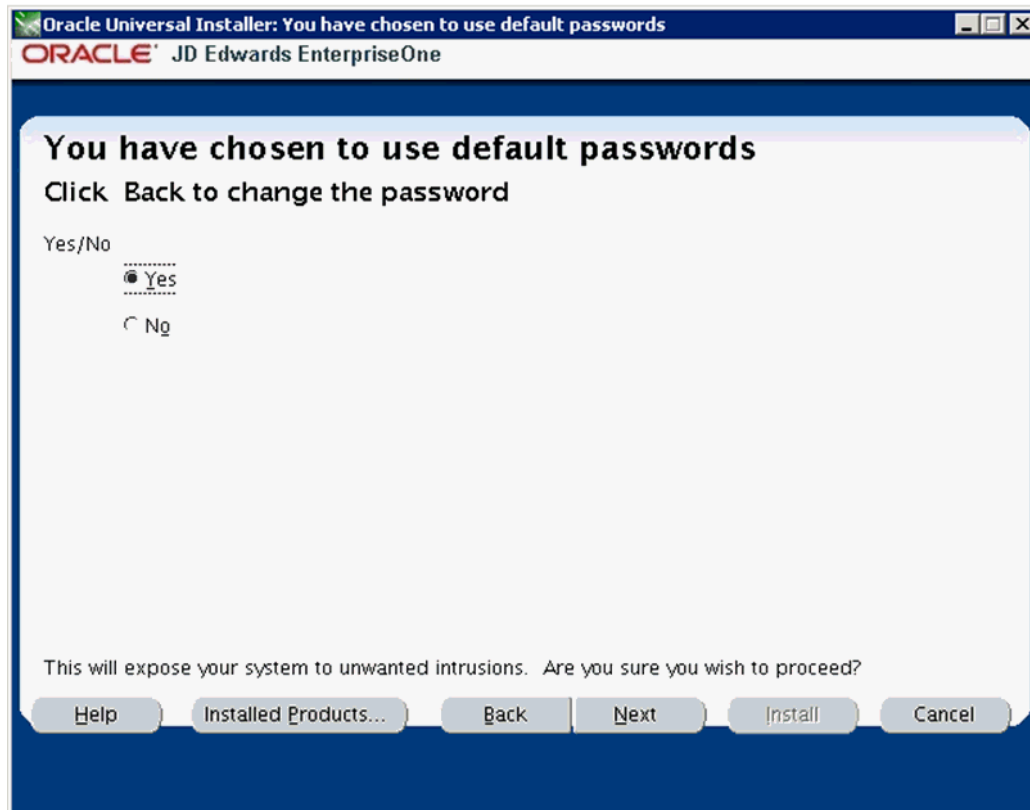 Oracle Universal Installer: You have chosen to use default passwords
ORACLE JD Edwards EnterpriseOne
You have chosen to use default passwords
Click Back to change the password
Yes/No
Yes
No
This will expose your system to unwanted intrusions. Are you sure you wish to proceed?
Help Installed Products... Back Next Install Cancel